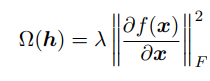 Ω(h) = λ ‖∂f(x)/∂x‖²_F